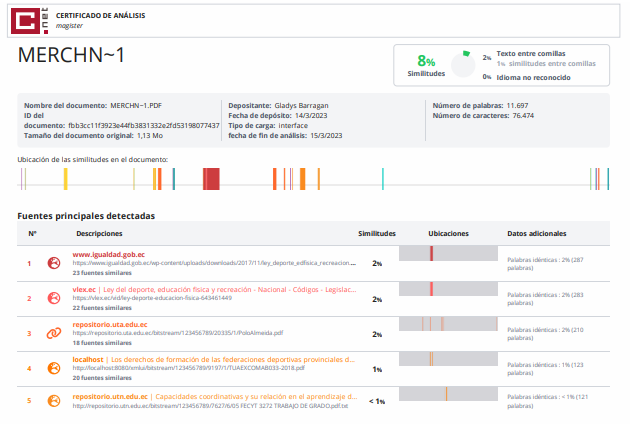 CERTIFICADO DE ANÁLISIS
magister
MERCHN~1
8%
Similitudes
2% Texto entre comillas
1% similitudes entre comillas
0% Idioma no reconocido
Nombre del documento: MERCHN~1.PDF
ID del
documento: fbb3cc11f3923e44fb3831332e2fd53198077437
Tamaño del documento original: 1,13 Mo
Depositante: Gladys Barragan
Fecha de depósito: 14/3/2023
Tipo de carga: interface
fecha de fin de análisis: 15/3/2023
Número de palabras: 11.697
Número de caracteres: 76.474
Ubicación de las similitudes en el documento:
Fuentes principales detectadas
Nº Descripciones Similitudes Ubicaciones Datos adicionales
1 www.igualdad.gob.ec
https://www.igualdad.gob.ec/wp-content/uploads/downloads/2017/11/ley_deporte_edfisica_recreacion....
23 fuentes similares
2%
Palabras idénticas : 2% (287
palabras)
2 vlex.ec | Ley del deporte, educación física y recreación - Nacional - Códigos - Legislac...
https://vlex.ec/vid/ley-deporte-educacion-fisica-643461449
22 fuentes similares
2%
Palabras idénticas : 2% (283
palabras)
3 repositorio.uta.edu.ec
https://repositorio.uta.edu.ec/bitstream/123456789/20335/1/PoloAlmeida.pdf
18 fuentes similares
2%
Palabras idénticas : 2% (210
palabras)
4 localhost | Los derechos de formación de las federaciones deportivas provinciales d...
http://localhost:8080/xmlui/bitstream/123456789/9197/1/TUAEXCOMAB033-2018.pdf
20 fuentes similares
1%
Palabras idénticas : 1% (123
palabras)
5 repositorio.utn.edu.ec | Capacidades coordinativas y su relación en el aprendizaje d...
http://repositorio.utn.edu.ec/bitstream/123456789/7627/6/05 FECYT 3272 TRABAJO DE GRADO.pdf.txt
< 1%
Palabras idénticas : < 1% (121
palabras)